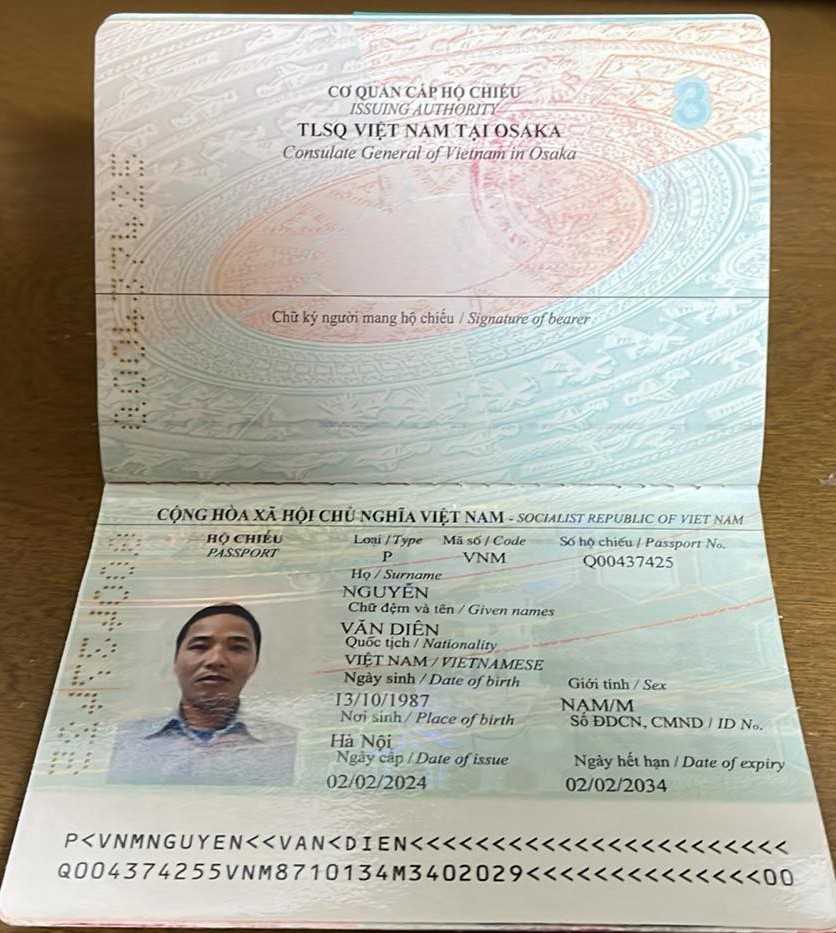 3
CƠ QUAN CẤP HỘ CHIẾU
ISSUING AUTHORITY
TLSQ VIỆT NAM TẠI OSAKA
Consulate General of Vietnam in Osaka
Chữ ký người mang hộ chiếu / Signature of bearer
CỘNG HÒA XÃ HỘI CHỦ NGHĨA VIỆT NAM - SOCIALIST REPUBLIC OF VIET NAM
HỘ CHIẾU Loại / Type Mã số / Code Số hộ chiếu / Passport No.
PASSPORT P VNM Q00437425
Họ / Surname
NGUYỄN
Chữ đệm và tên / Given names
VĂN DIÊN
Quốc tịch / Nationality
VIỆT NAM / VIETNAMESE
Ngày sinh / Date of birth Giới tính / Sex
13/10/1987 NAM/M
Nơi sinh / Place of birth Số ĐDCN, CMND / ID No.
Hà Nội
Ngày cấp / Date of issue Ngày hết hạn / Date of expiry
02/02/2024 02/02/2034
P<VNMNGUYEN<<VAN<DIEN<<<<<<<<<<<<<<<<<<<<<<<
Q004374255VNM8710134M3402029<<<<<<<<<<<<<<00